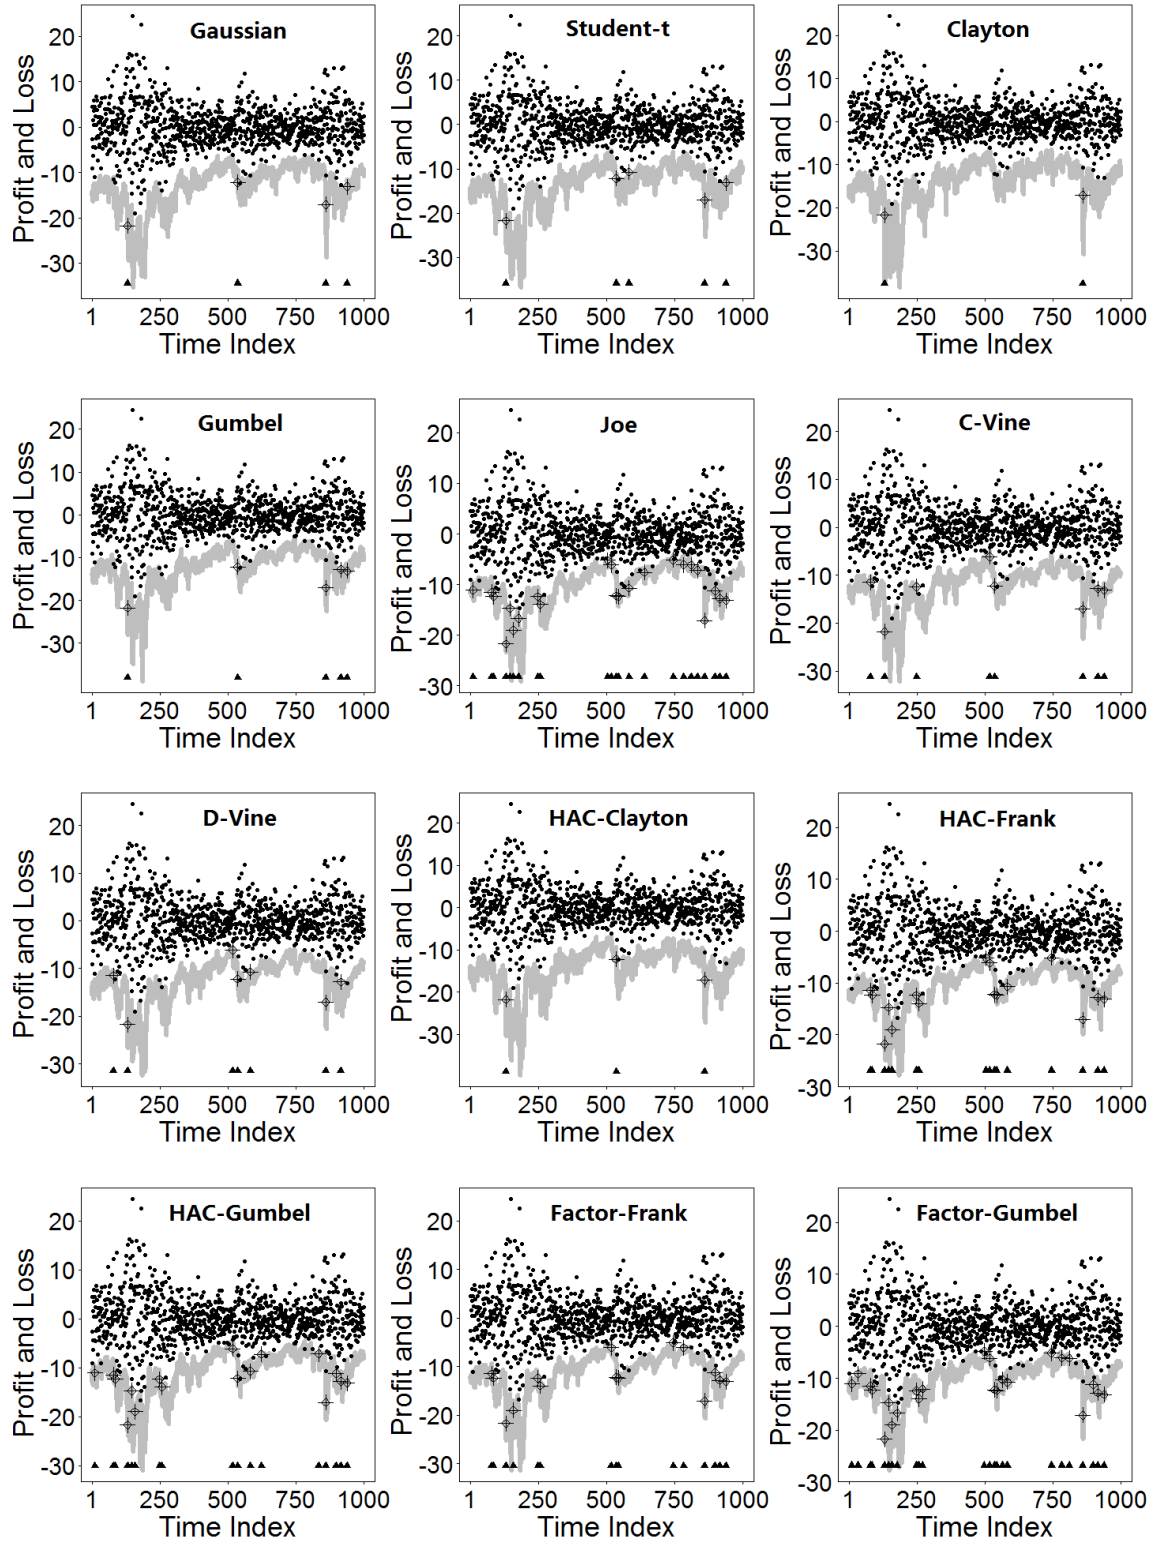 Gaussian
Profit and Loss
20
10
0
-10
-20
-30
1 250 500 750 1000
Time Index
Student-t
Profit and Loss
20
10
0
-10
-20
-30
1 250 500 750 1000
Time Index
Clayton
Profit and Loss
20
10
0
-10
-20
-30
1 250 500 750 1000
Time Index
Gumbel
Profit and Loss
20
10
0
-10
-20
-30
1 250 500 750 1000
Time Index
Joe
Profit and Loss
20
10
0
-10
-20
-30
1 250 500 750 1000
Time Index
C-Vine
Profit and Loss
20
10
0
-10
-20
-30
1 250 500 750 1000
Time Index
D-Vine
Profit and Loss
20
10
0
-10
-20
-30
1 250 500 750 1000
Time Index
HAC-Clayton
Profit and Loss
20
10
0
-10
-20
-30
1 250 500 750 1000
Time Index
HAC-Frank
Profit and Loss
20
10
0
-10
-20
-30
1 250 500 750 1000
Time Index
HAC-Gumbel
Profit and Loss
20
10
0
-10
-20
-30
1 250 500 750 1000
Time Index
Factor-Frank
Profit and Loss
20
10
0
-10
-20
-30
1 250 500 750 1000
Time Index
Factor-Gumbel
Profit and Loss
20
10
0
-10
-20
-30
1 250 500 750 1000
Time Index